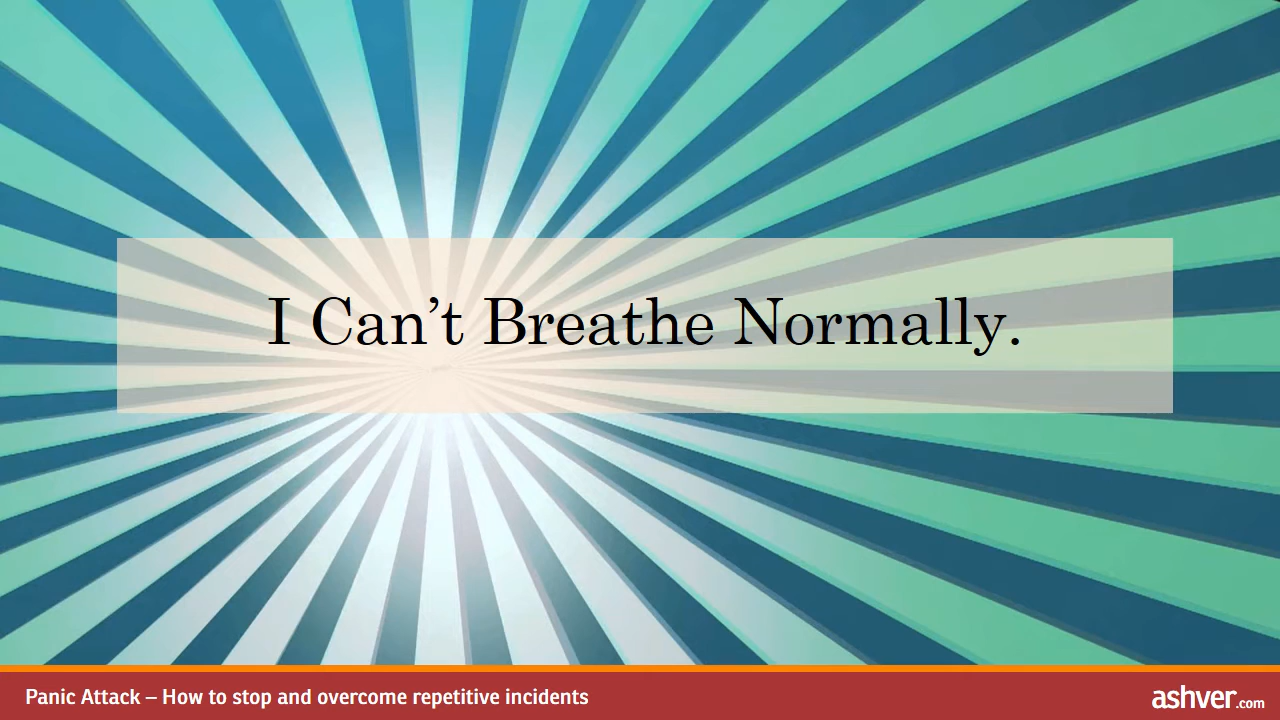 I Can’t Breathe Normally.
Panic Attack – How to stop and overcome repetitive incidents
ashver.com